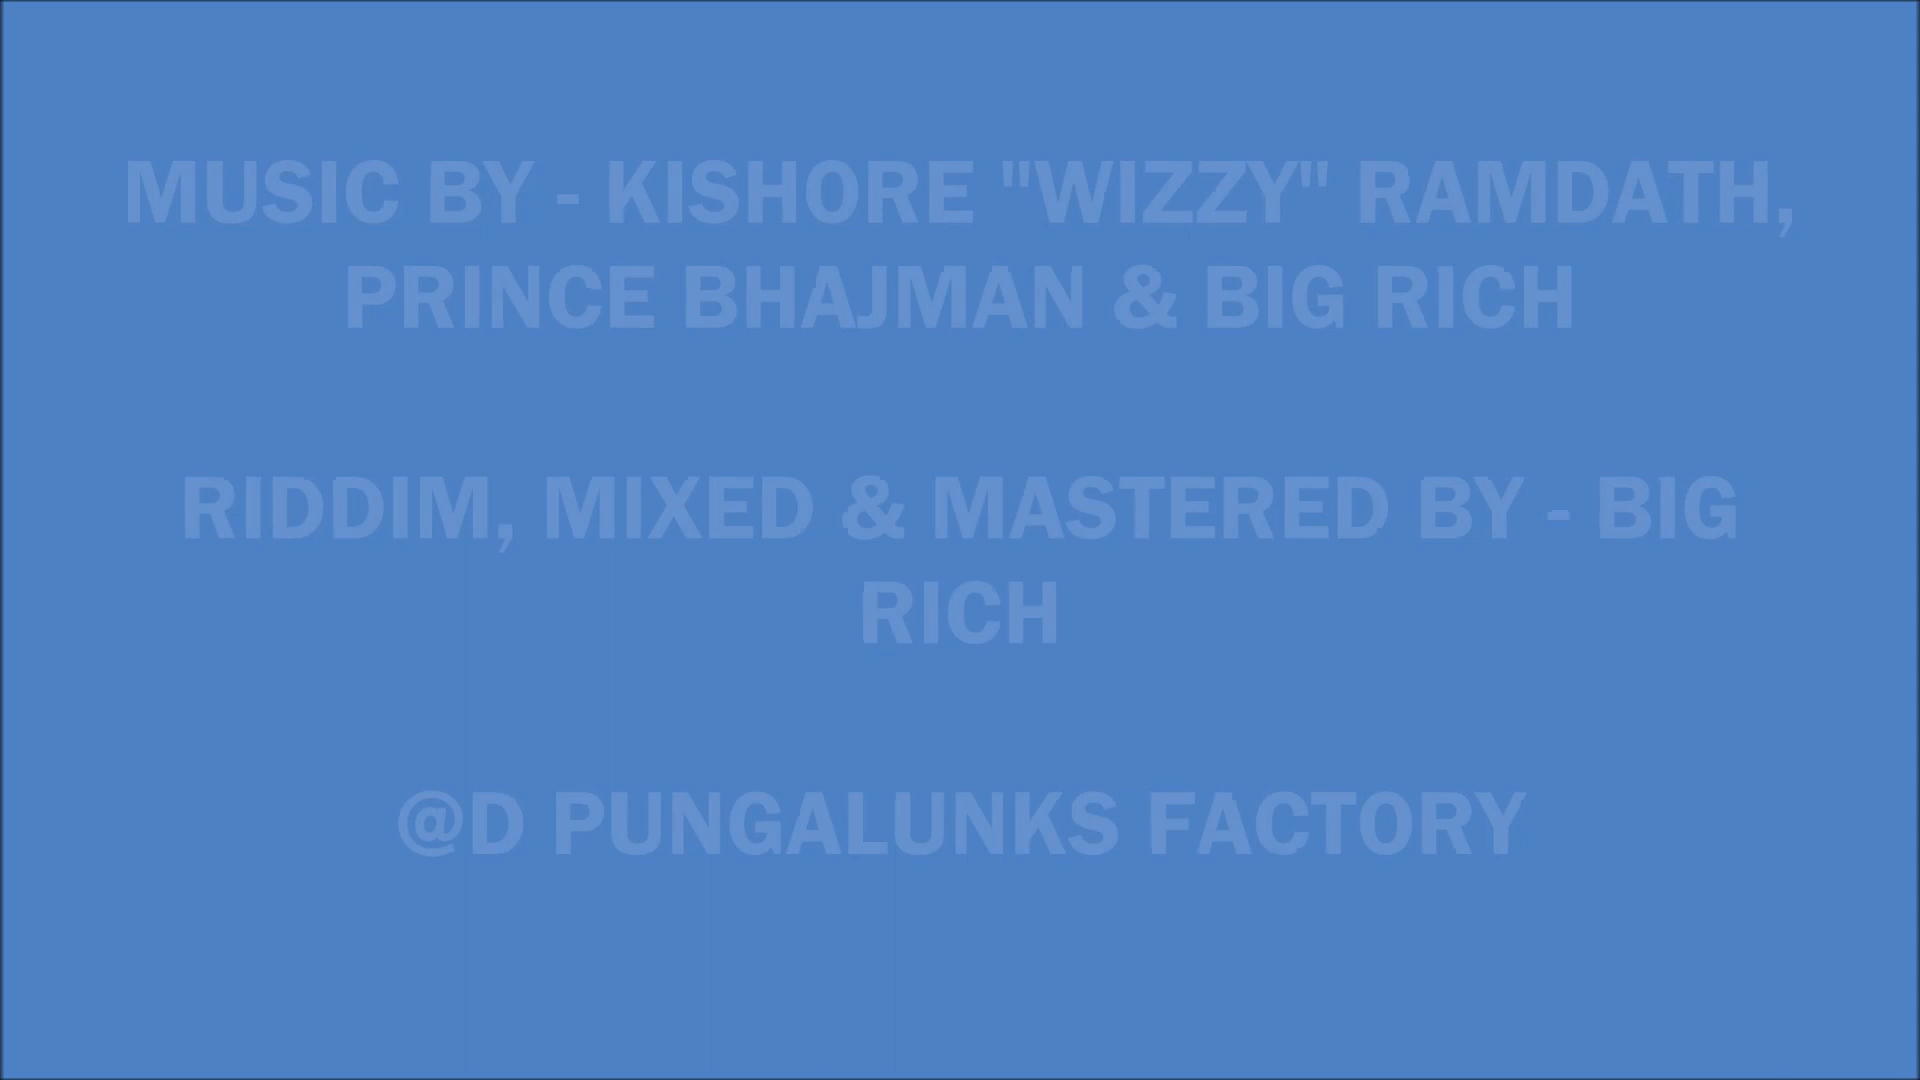 MUSIC BY - KISHORE "WIZZY" RAMDATH,
PRINCE BHAJMAN & BIG RICH
RIDDIM, MIXED & MASTERED BY - BIG
RICH
@D PUNGALUNKS FACTORY